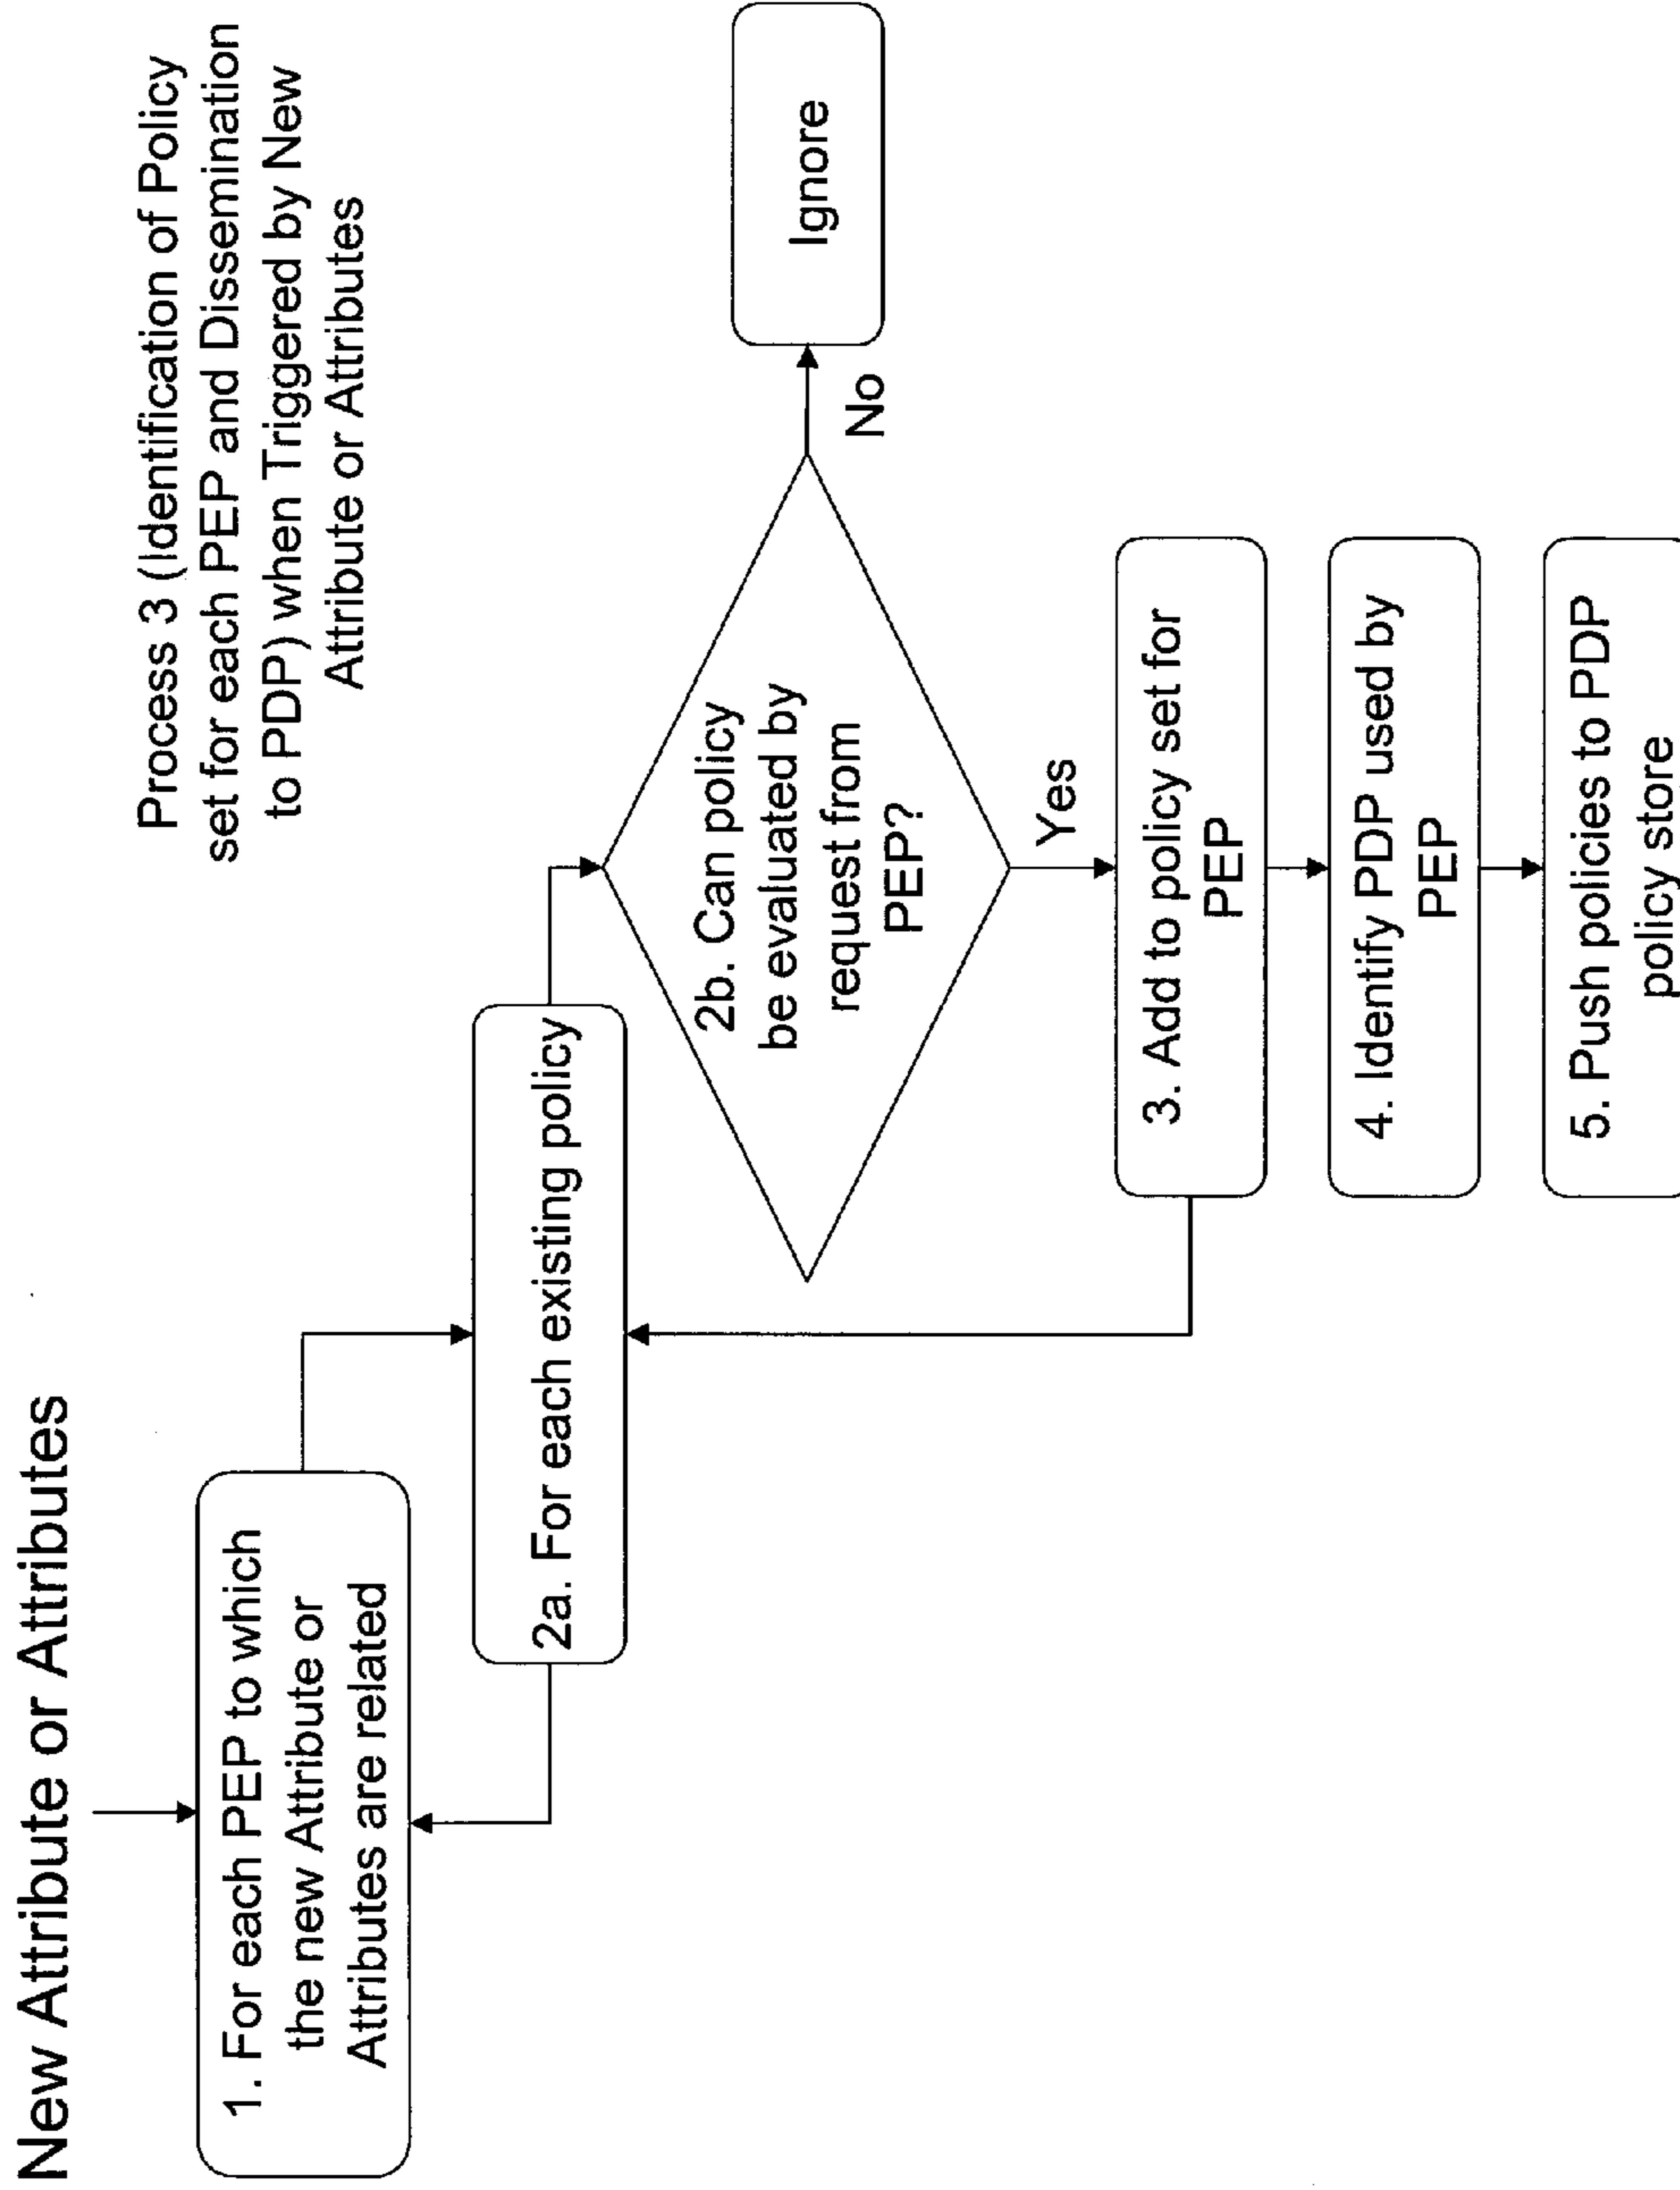 New Attribute or Attributes
Process 3 (Identification of Policy
set for each PEP and Dissemination
to PDP) when Triggered by New
Attribute or Attributes
1. For each PEP to which
the new Attribute or
Attributes are related
2a. For each existing policy
2b. Can policy
be evaluated by
request from
PEP?
No
Ignore
Yes
3. Add to policy set for
PEP
4. Identify PDP used by
PEP
5. Push policies to PDP
policy store